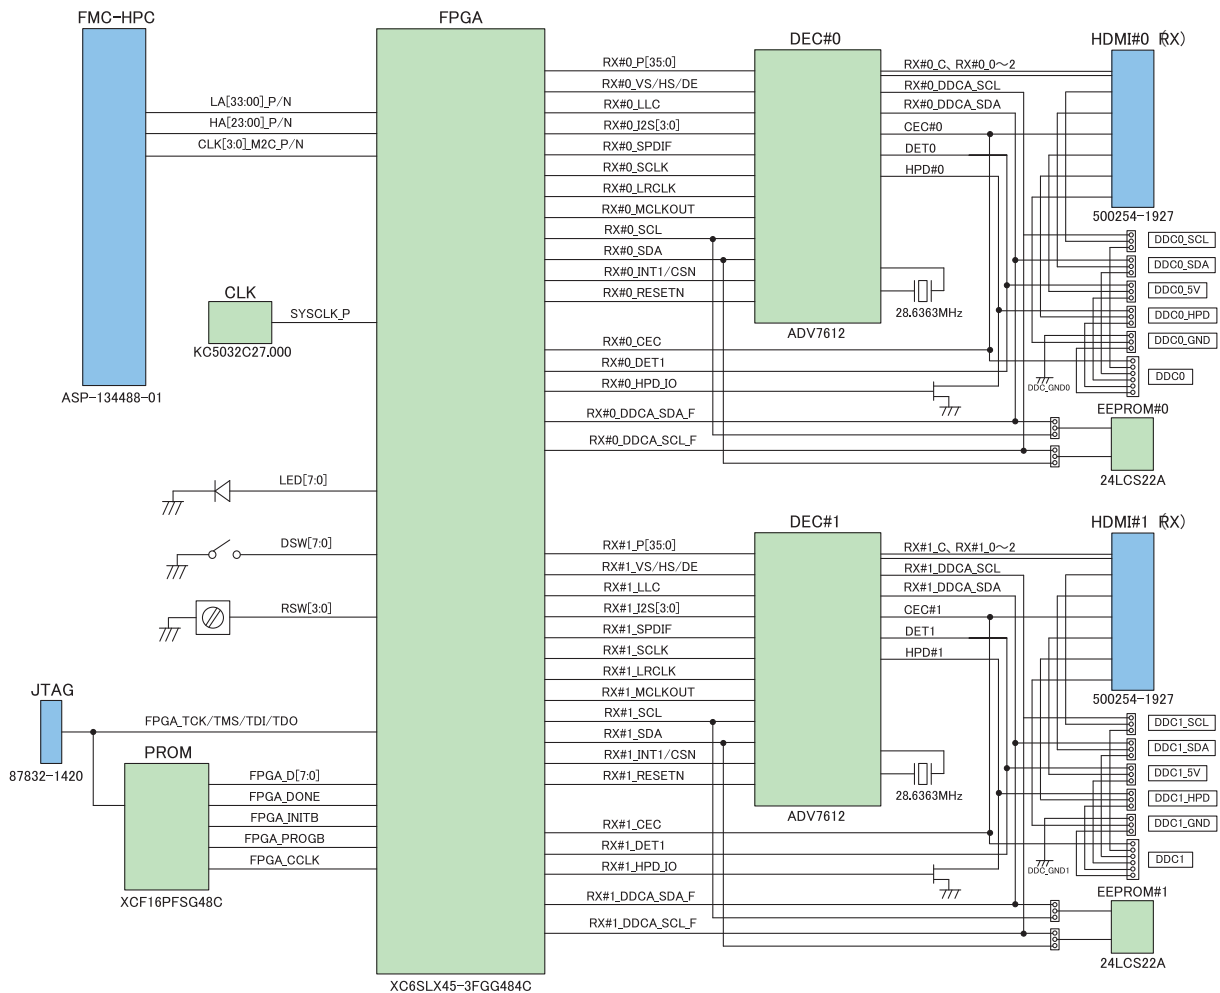 FMC-HPC
LA[33:00]_P/N
HA[23:00]_P/N
CLK[3:0]_M2C_P/N
ASP-134488-01
CLK
SYSCLK_P
KC5032C27.000
LED[7:0]
DSW[7:0]
RSW[3:0]
JTAG
FPGA_TCK/TMS/TDI/TDO
87832-1420
PROM
FPGA_D[7:0]
FPGA_DONE
FPGA_INITB
FPGA_PROGB
FPGA_CCLK
XCF16PFSG48C
FPGA
XC6SLX45-3FGG484C
RX#0_P[35:0]
RX#0_VS/HS/DE
RX#0_LLC
RX#0_I2S[3:0]
RX#0_SPDIF
RX#0_SCLK
RX#0_LRCLK
RX#0_MCLKOUT
RX#0_SCL
RX#0_SDA
RX#0_INT1/CSN
RX#0_RESETN
RX#0_CEC
RX#0_DET1
RX#0_HPD_IO
RX#0_DDCA_SDA_F
RX#0_DDCA_SCL_F
DEC#0
ADV7612
RX#0_C、RX#0_0～2
RX#0_DDCA_SCL
RX#0_DDCA_SDA
CEC#0
DET0
HPD#0
28.6363MHz
HDMI#0 (RX)
500254-1927
DDC0_SCL
DDC0_SDA
DDC0_5V
DDC0_HPD
DDC0_GND
DDC0
DDC_GND0
EEPROM#0
24LCS22A
RX#1_P[35:0]
RX#1_VS/HS/DE
RX#1_LLC
RX#1_I2S[3:0]
RX#1_SPDIF
RX#1_SCLK
RX#1_LRCLK
RX#1_MCLKOUT
RX#1_SCL
RX#1_SDA
RX#1_INT1/CSN
RX#1_RESETN
RX#1_CEC
RX#1_DET1
RX#1_HPD_IO
RX#1_DDCA_SDA_F
RX#1_DDCA_SCL_F
DEC#1
ADV7612
RX#1_C、RX#1_0～2
RX#1_DDCA_SCL
RX#1_DDCA_SDA
CEC#1
DET1
HPD#1
28.6363MHz
HDMI#1 (RX)
500254-1927
DDC1_SCL
DDC1_SDA
DDC1_5V
DDC1_HPD
DDC1_GND
DDC1
DDC_GND1
EEPROM#1
24LCS22A